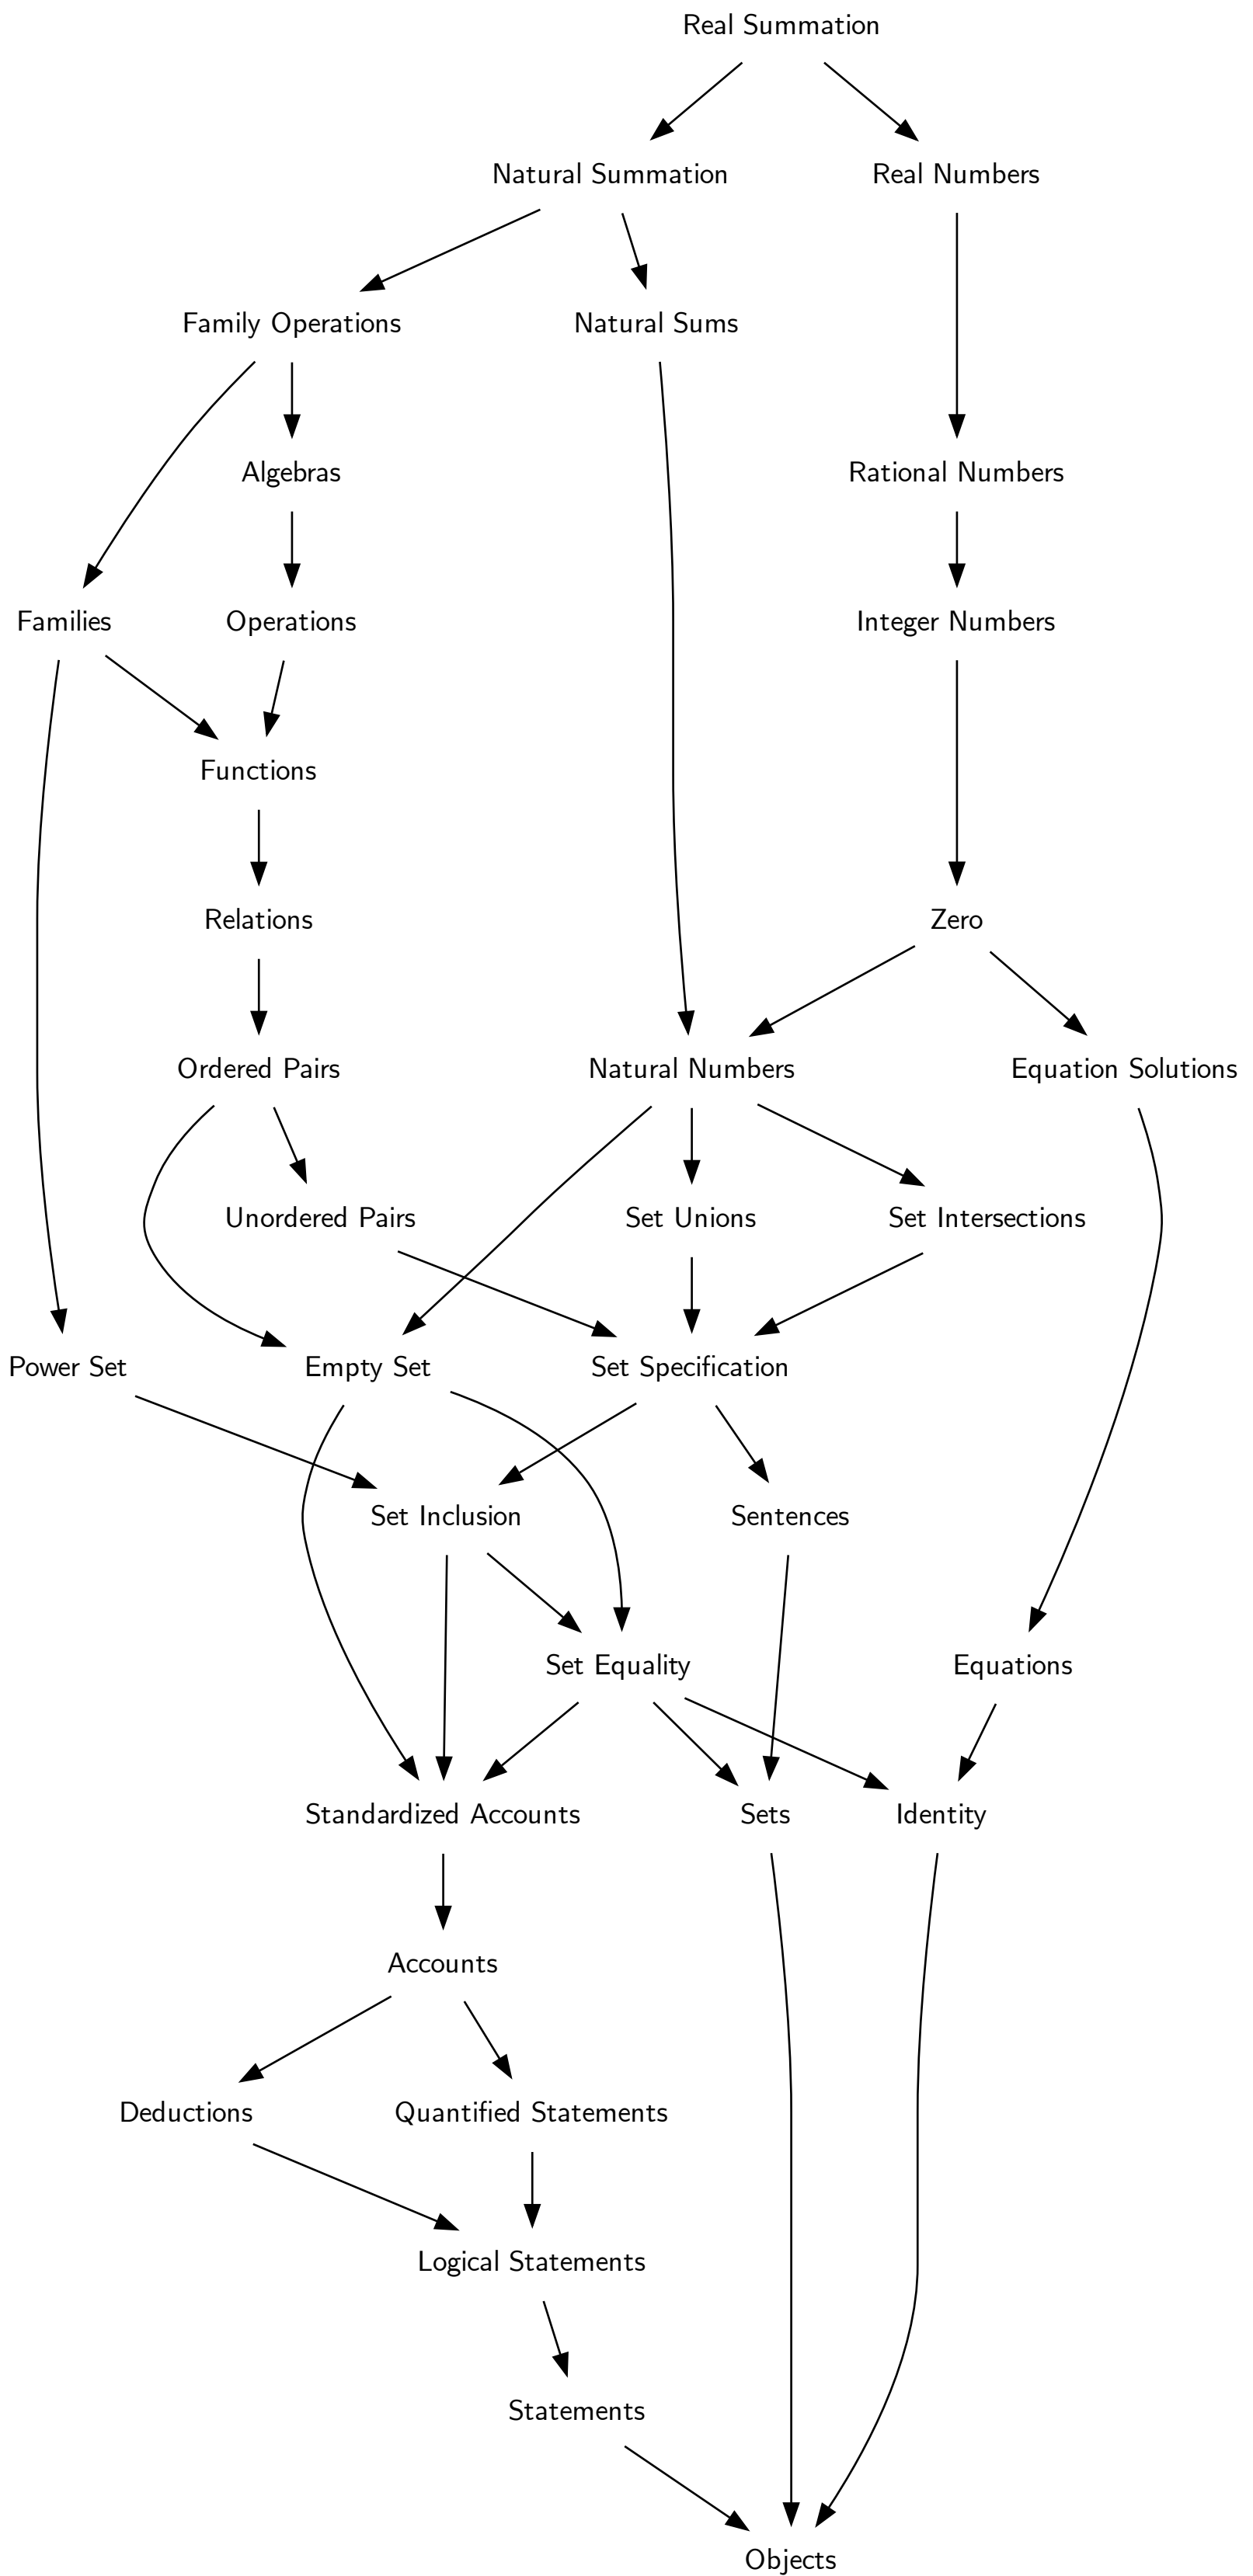 Real Summation
Natural Summation
Real Numbers
Family Operations
Natural Sums
Algebras
Rational Numbers
Families
Operations
Integer Numbers
Functions
Relations
Zero
Ordered Pairs
Natural Numbers
Equation Solutions
Unordered Pairs
Set Unions
Set Intersections
Power Set
Empty Set
Set Specification
Set Inclusion
Sentences
Set Equality
Equations
Standardized Accounts
Sets
Identity
Accounts
Deductions
Quantified Statements
Logical Statements
Statements
Objects